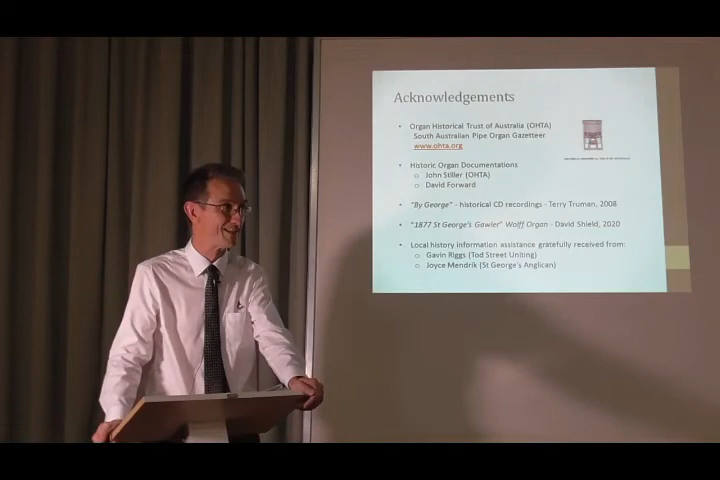 Acknowledgements
• Organ Historical Trust of Australia (OHTA)
South Australian Pipe Organ Gazetteer
www.ohta.org
• Historic Organ Documentations
o John Stiller (OHTA)
o David Forward
• "By George" - historical CD recordings - Terry Truman, 2008
• "1877 St George's Gawler" Wolff Organ - David Shield, 2020
• Local history information assistance gratefully received from:
o Gavin Riggs (Tod Street Uniting)
o Joyce Mendrik (St George's Anglican)